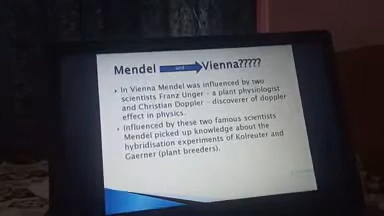 Mendel and Vienna?????
• In Vienna Mendel was influenced by two
scientists Franz Unger - a plant physiologist
and Christian Doppler - discoverer of doppler
effect in physics.
• Influenced by these two famous scientists
Mendel picked up knowledge about the
hybridisation experiments of Kolreuter and
Gaerner (plant breeders).